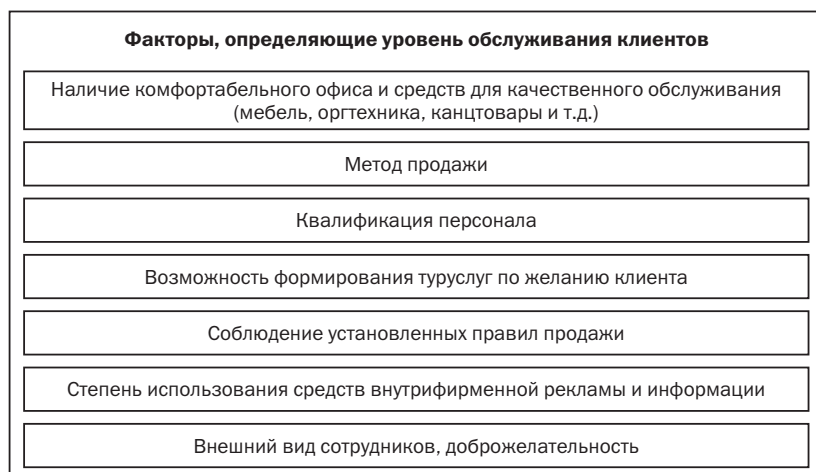 Факторы, определяющие уровень обслуживания клиентов
Наличие комфортабельного офиса и средств для качественного обслуживания
(мебель, оргтехника, канцтовары и т.д.)
Метод продажи
Квалификация персонала
Возможность формирования туруслуг по желанию клиента
Соблюдение установленных правил продажи
Степень использования средств внутрифирменной рекламы и информации
Внешний вид сотрудников, доброжелательность